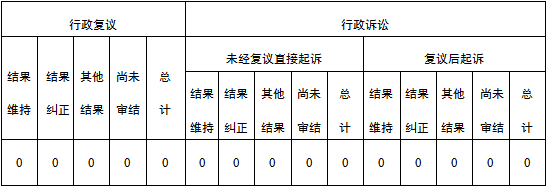 行政复议 行政诉讼
未经复议直接起诉 复议后起诉
结果 结果 其他 尚未 总 结果 结果 其他 尚未 总 结果 结果 其他 尚未 总
维持 纠正 结果 审结 计 维持 纠正 结果 审结 计 维持 纠正 结果 审结 计
0 0 0 0 0 0 0 0 0 0 0 0 0 0 0